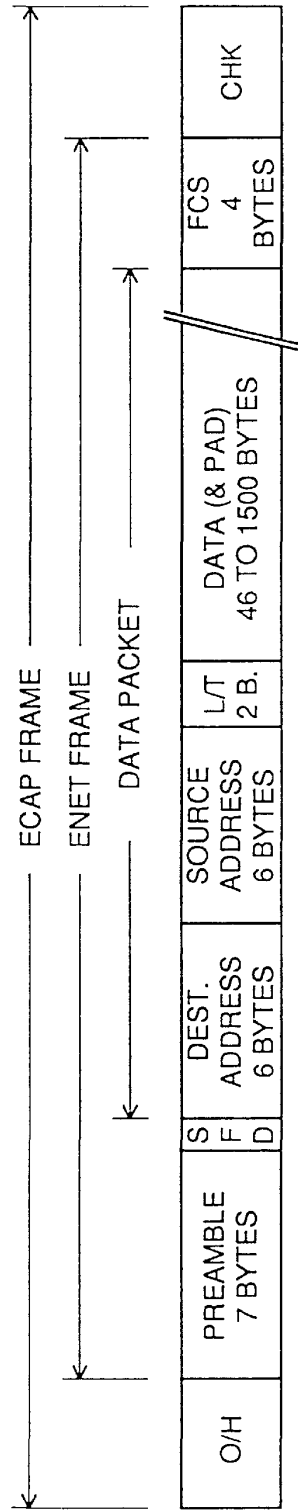 ECAP FRAME
ENET FRAME
DATA PACKET
O/H
PREAMBLE
7 BYTES
S
F
D
DEST.
ADDRESS
6 BYTES
SOURCE
ADDRESS
6 BYTES
L/T
2 B.
DATA (& PAD)
46 TO 1500 BYTES
FCS
4
BYTES
CHK